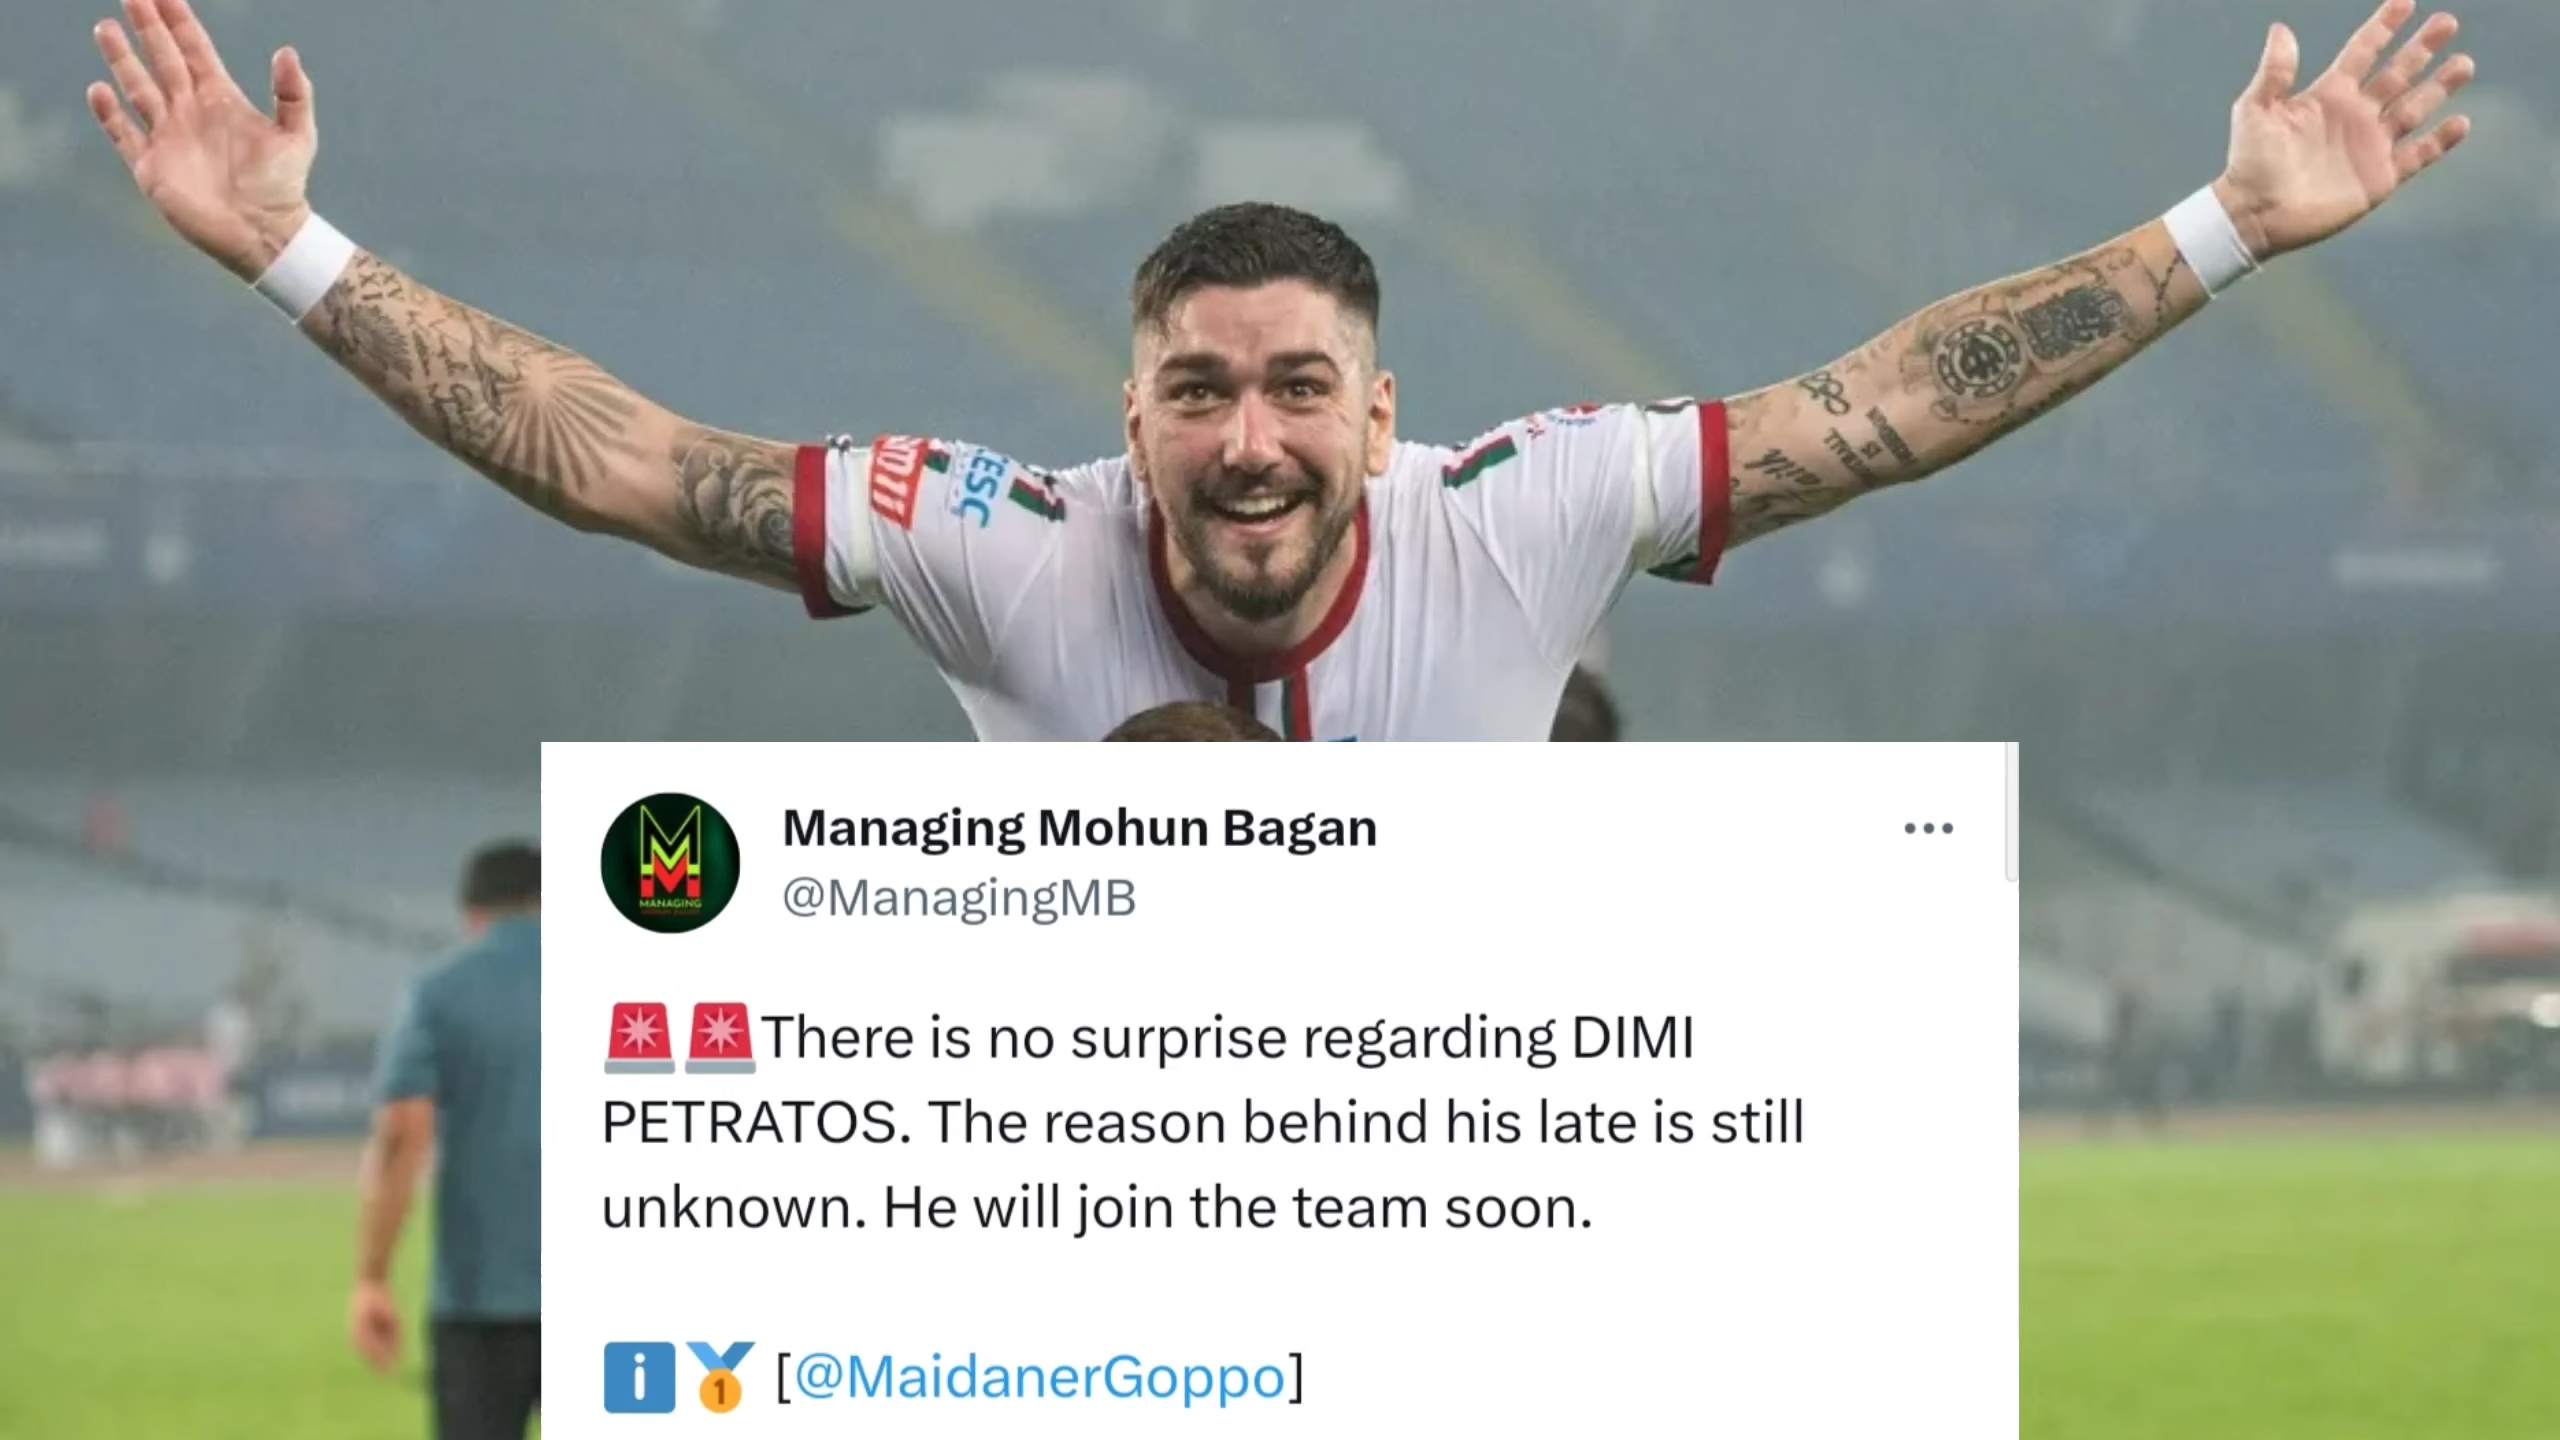 Managing Mohun Bagan
@ManagingMB
MANAGING
🚨🚨There is no surprise regarding DIMI
PETRATOS. The reason behind his late is still
unknown. He will join the team soon.
ℹ️🥇 [@MaidanerGoppo]